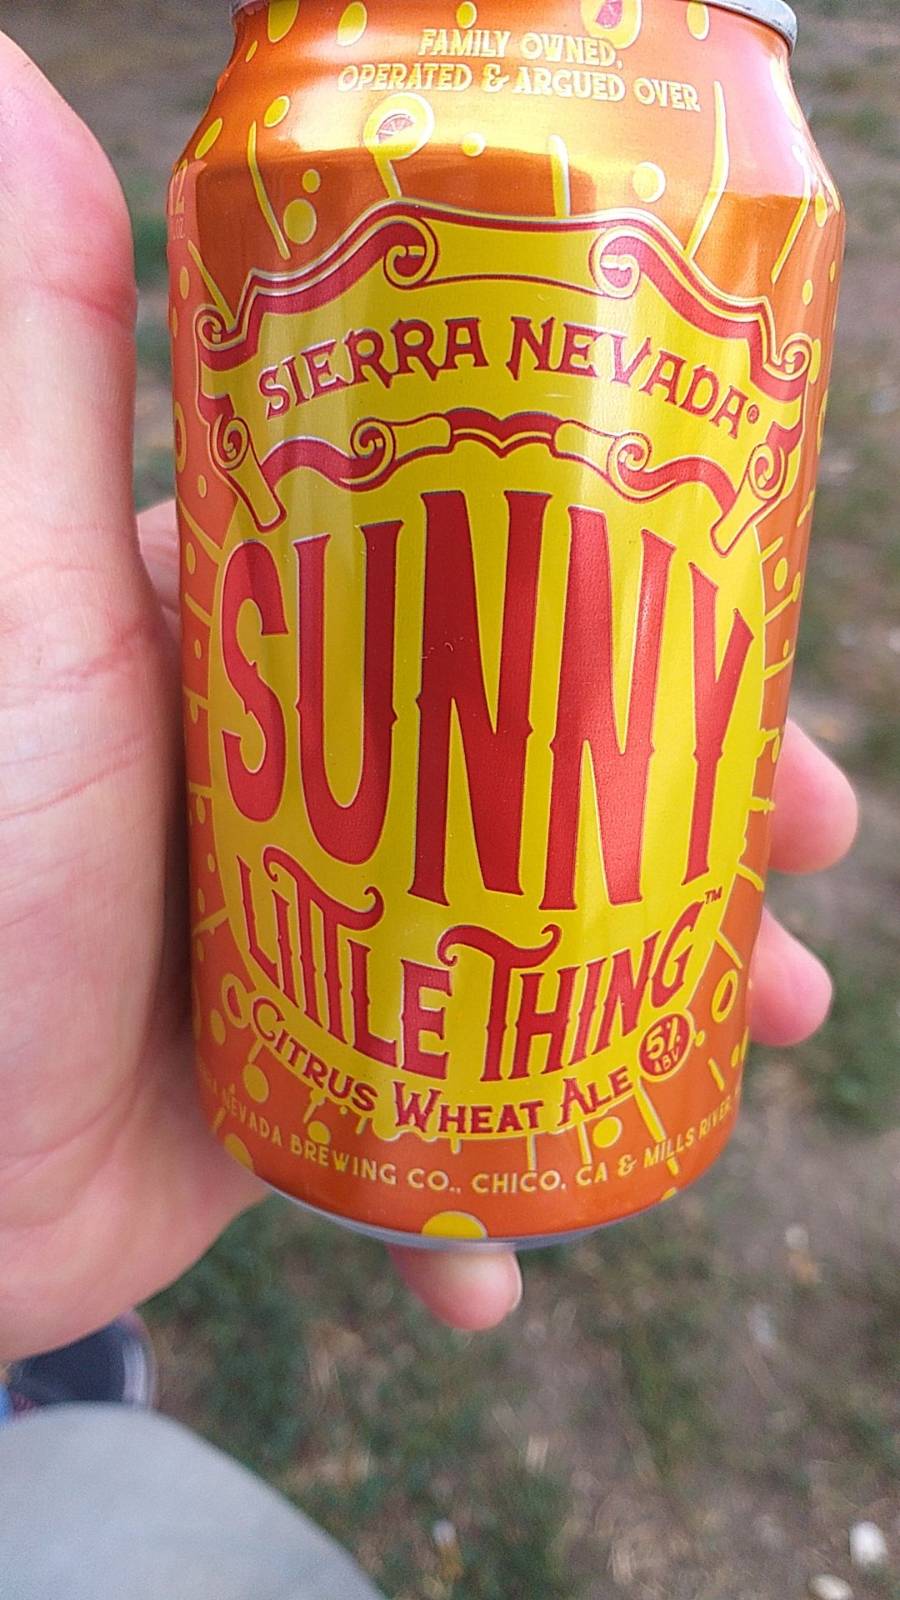 FAMILY OWNED,
OPERATED & ARGUED OVER
SIERRA NEVADA®
SUNNY
LITTLE THING™
CITRUS WHEAT ALE
5%
ABV
NEVADA BREWING CO., CHICO, CA & MILLS RIVER,